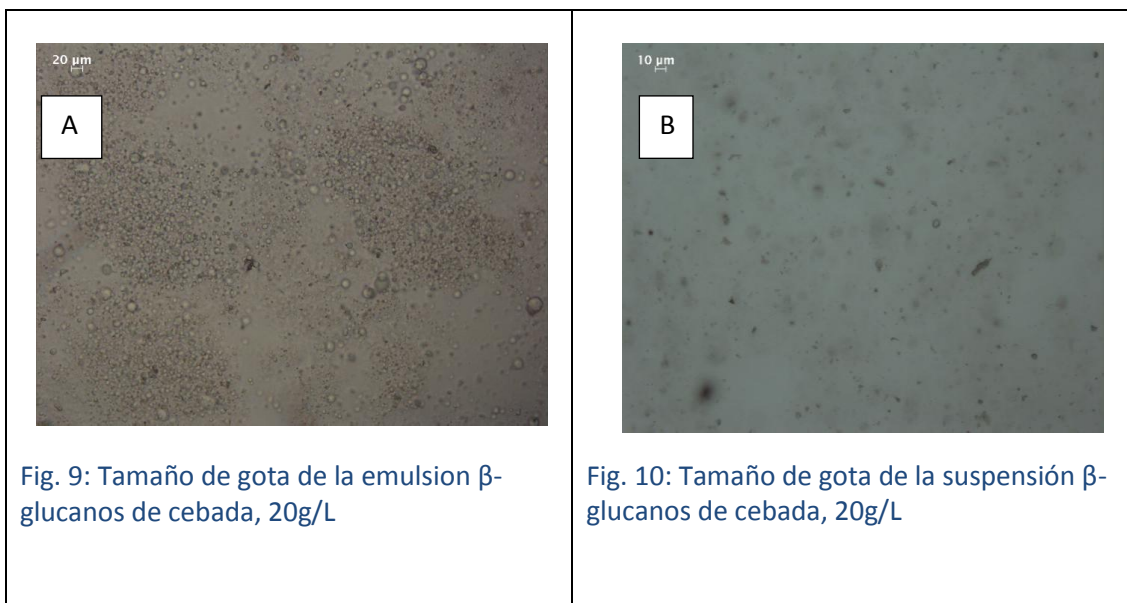 20 µm
A
10 µm
B
Fig. 9: Tamaño de gota de la emulsion β-
glucanos de cebada, 20g/L
Fig. 10: Tamaño de gota de la suspensión β-
glucanos de cebada, 20g/L